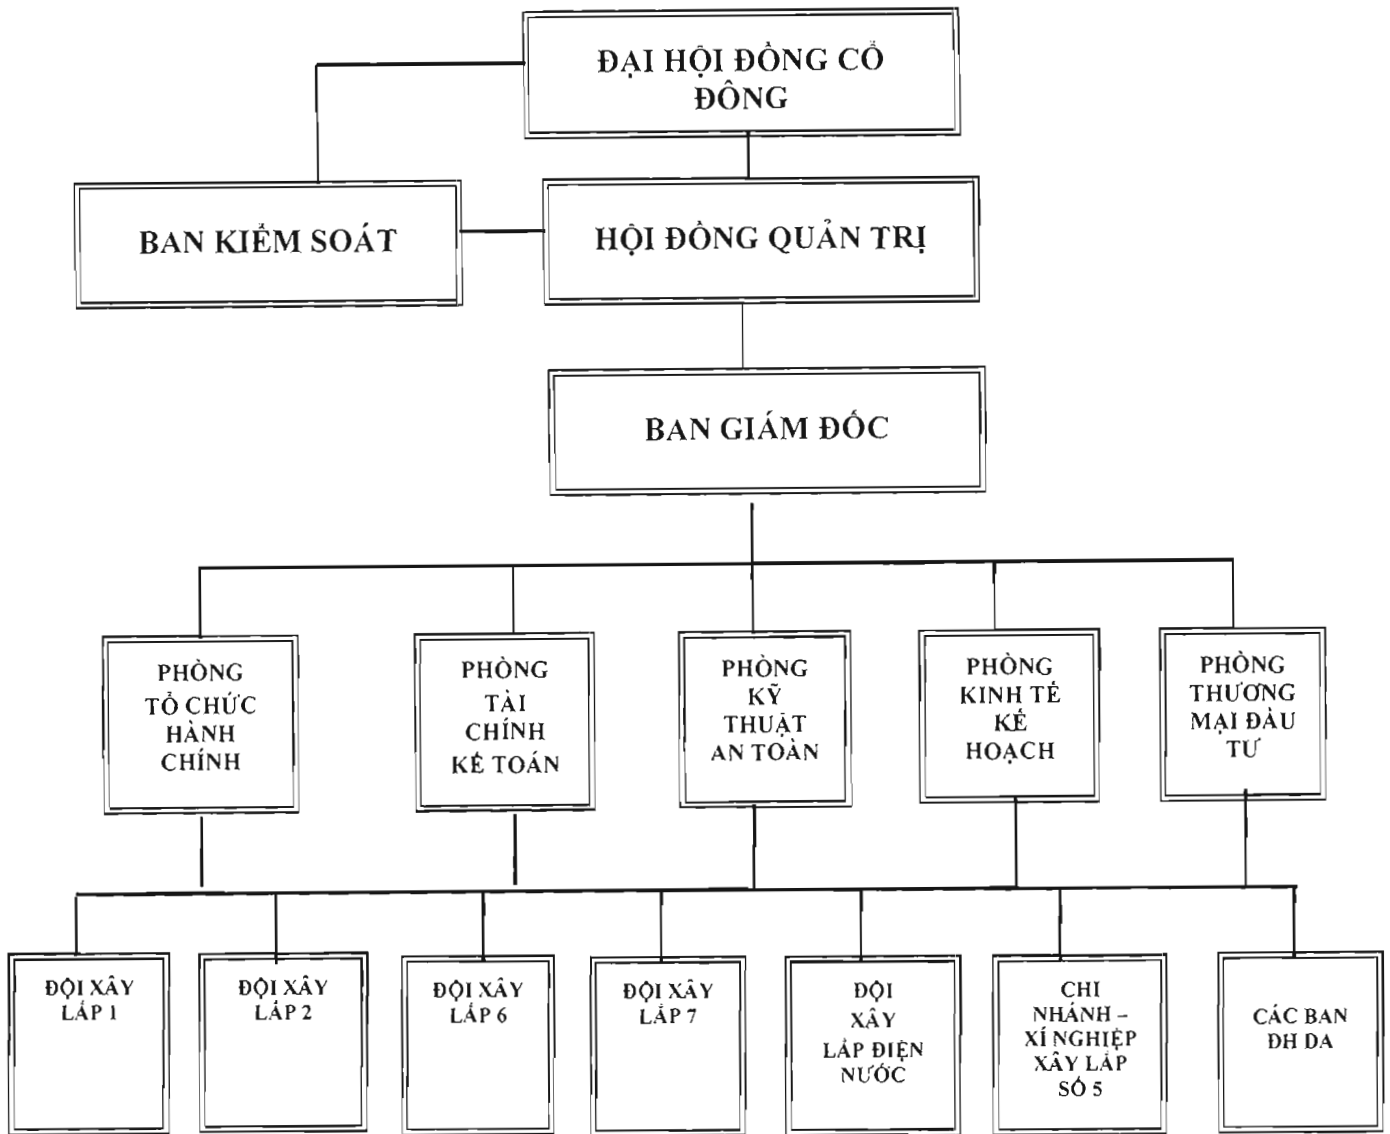 ĐẠI HỘI ĐỒNG CỔ
ĐÔNG
BAN KIỂM SOÁT
HỘI ĐỒNG QUẢN TRỊ
BAN GIÁM ĐỐC
PHÒNG
TỔ CHỨC
HÀNH
CHÍNH
PHÒNG
TÀI
CHÍNH
KẾ TOÁN
PHÒNG
KỸ
THUẬT
AN TOÀN
PHÒNG
KINH TẾ
KẾ
HOẠCH
PHÒNG
THƯƠNG
MẠI ĐẦU
TƯ
ĐỘI XÂY
LẮP 1
ĐỘI XÂY
LẮP 2
ĐỘI XÂY
LẮP 6
ĐỘI XÂY
LẮP 7
ĐỘI
XÂY
LẮP ĐIỆN
NƯỚC
CHI
NHÁNH –
XÍ NGHIỆP
XÂY LẮP
SỐ 5
CÁC BAN
ĐH DA